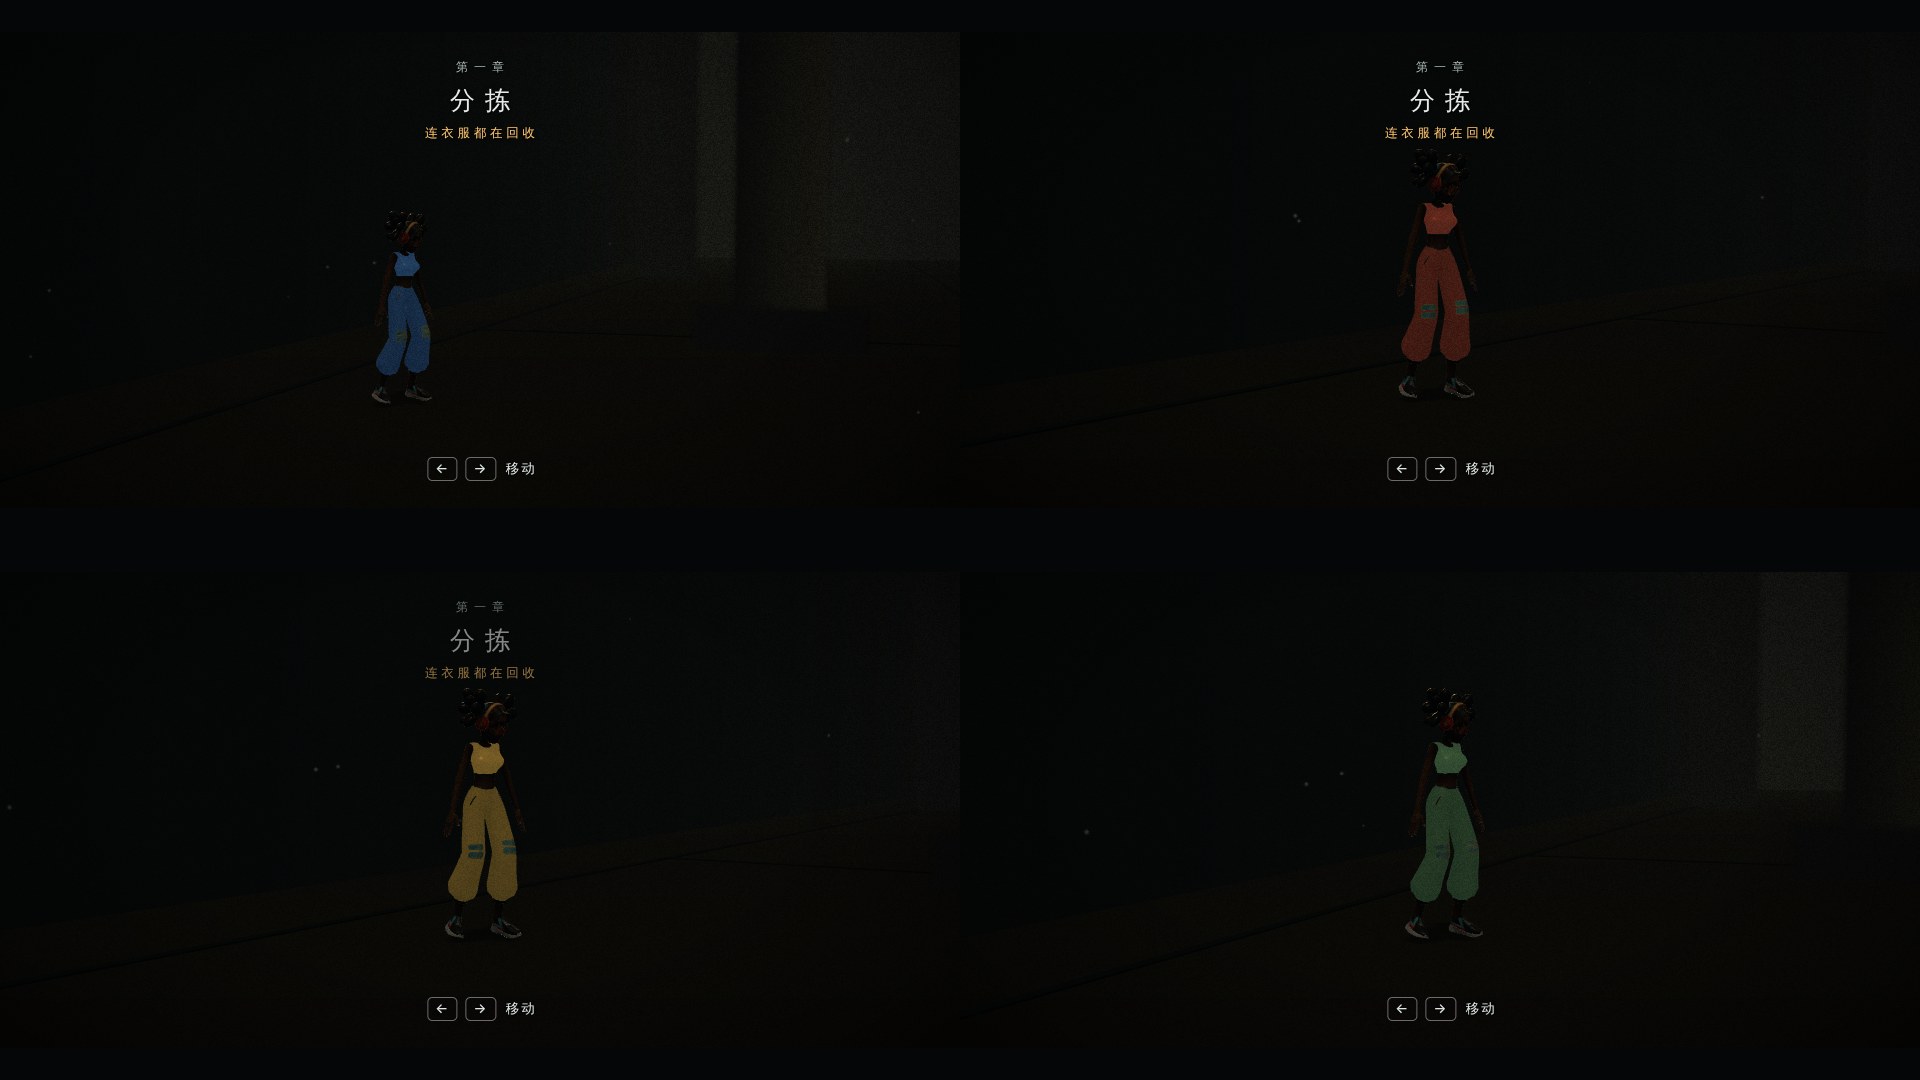 第一章
分拣
连衣服都在回收
← → 移动
第一章
分拣
连衣服都在回收
← → 移动
第一章
分拣
连衣服都在回收
← → 移动
← → 移动